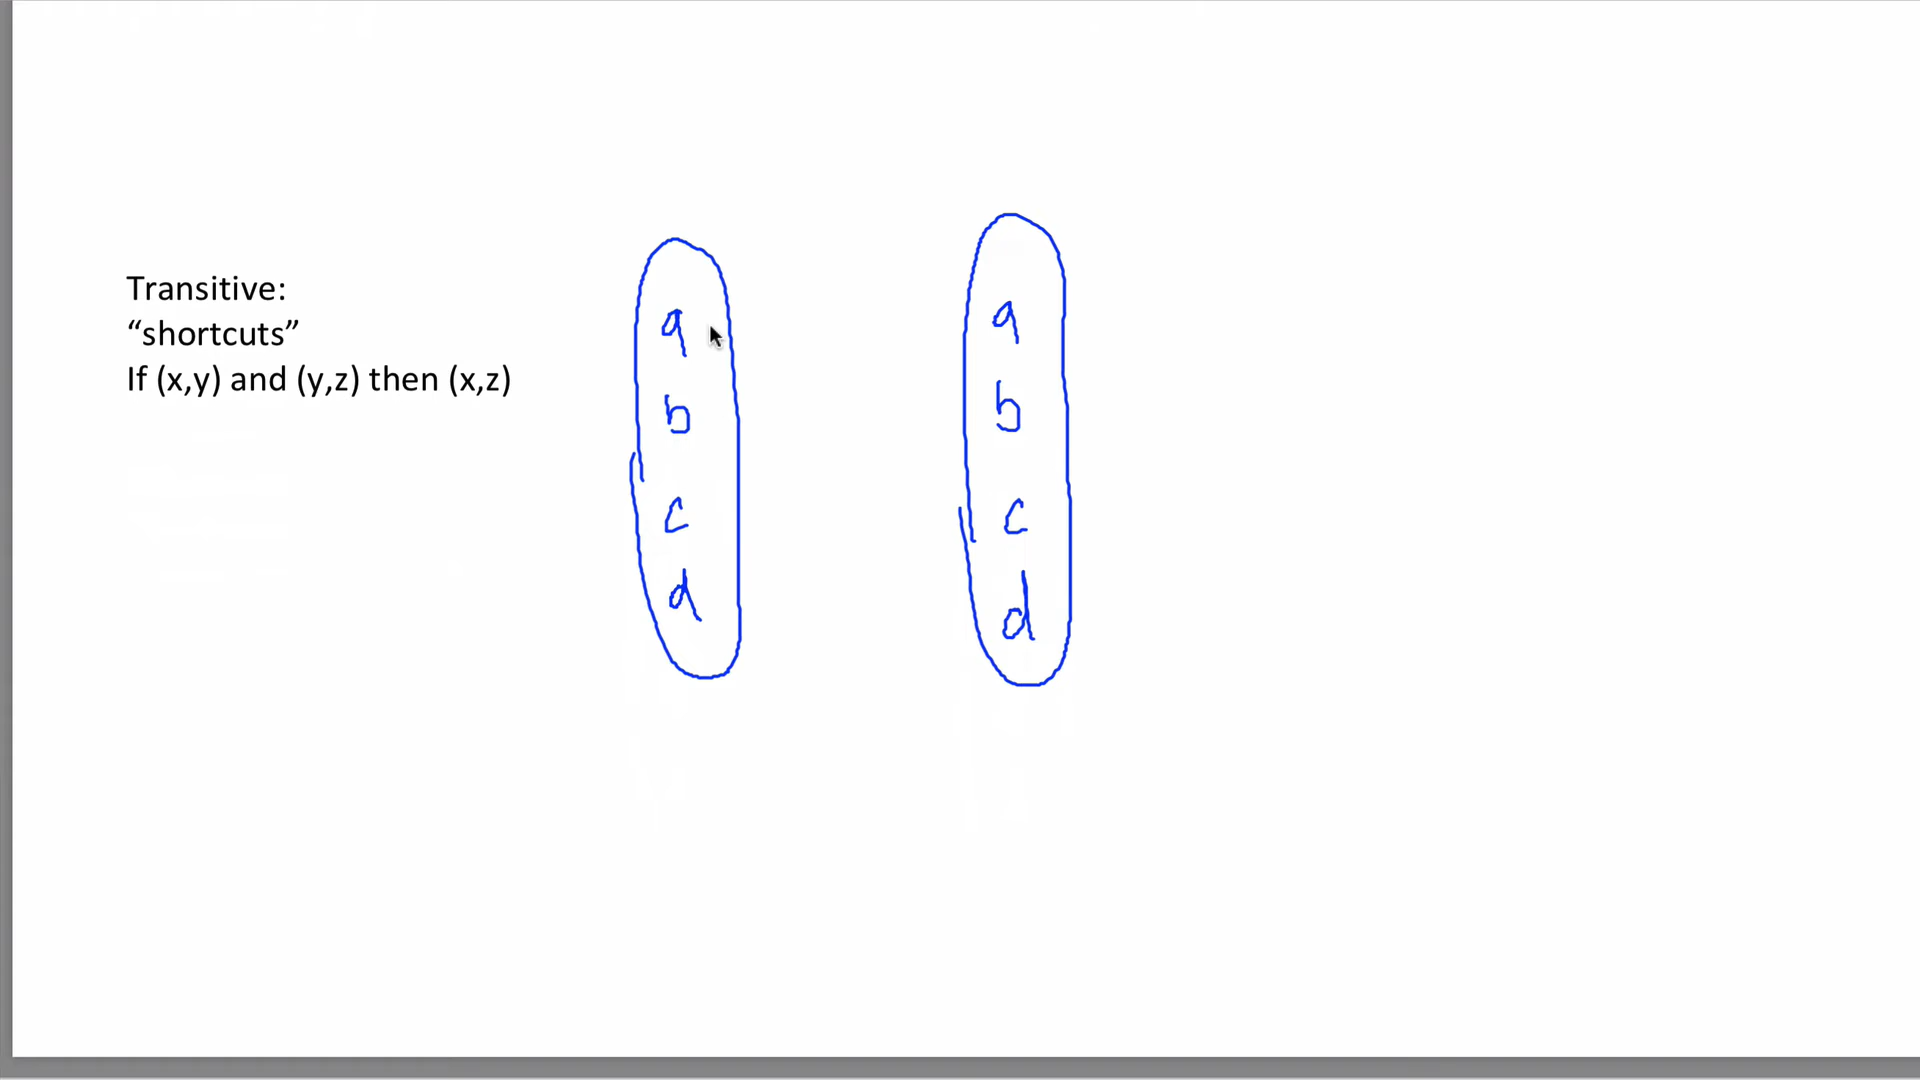 Transitive:
“shortcuts”
If (x,y) and (y,z) then (x,z)
a
b
c
d
a
b
c
d